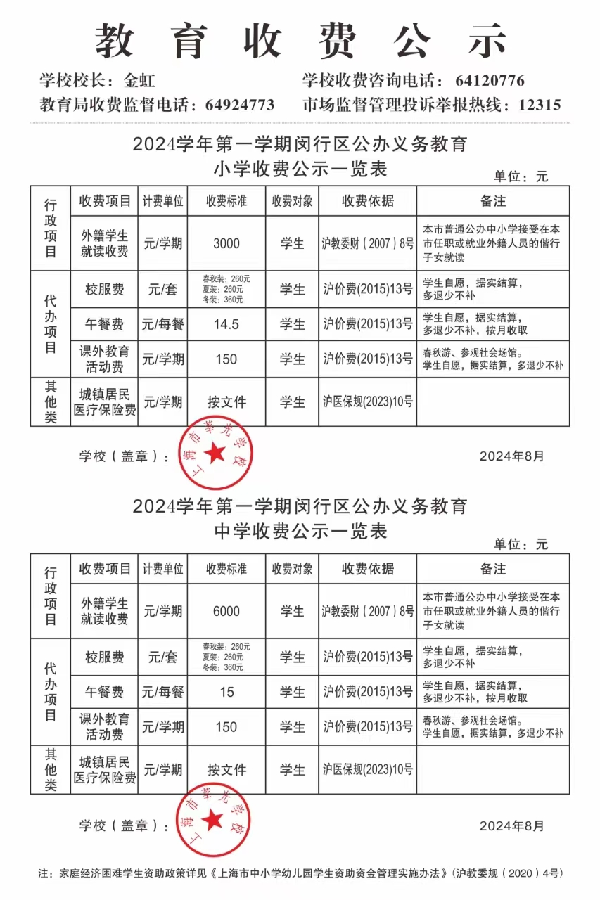 教育收费公示
学校校长：金虹 学校收费咨询电话：64120776
教育局收费监督电话：64924773 市场监督管理投诉举报热线：12315
2024学年第一学期闵行区公办义务教育
小学收费公示一览表
单位：元
行政项目 收费项目 计费单位 收费标准 收费对象 收费依据 备注
外籍学生就读收费 元/学期 3000 学生 沪教委财（2007）8号 本市普通公办中小学接受在本市任职或就业外籍人员的偕行子女就读
代办项目 校服费 元/套 春秋装：260元 夏装：260元 冬装：360元 学生 沪价费(2015)13号 学生自愿，据实结算，多退少不补
午餐费 元/每餐 14.5 学生 沪价费(2015)13号 学生自愿，据实结算，多退少不补，按月收取
课外教育活动费 元/学期 150 学生 沪价费(2015)13号 春秋游、参观社会场馆。学生自愿，据实结算，多退少不补
其他类 城镇居民医疗保险费 元/学期 按文件 学生 沪医保规(2023)10号
学校（盖章）： 2024年8月
上海市莘光学校
2024学年第一学期闵行区公办义务教育
中学收费公示一览表
单位：元
行政项目 收费项目 计费单位 收费标准 收费对象 收费依据 备注
外籍学生就读收费 元/学期 6000 学生 沪教委财（2007）8号 本市普通公办中小学接受在本市任职或就业外籍人员的偕行子女就读
代办项目 校服费 元/套 春秋装：260元 夏装：260元 冬装：360元 学生 沪价费(2015)13号 学生自愿，据实结算，多退少不补
午餐费 元/每餐 15 学生 沪价费(2015)13号 学生自愿，据实结算，多退少不补，按月收取
课外教育活动费 元/学期 150 学生 沪价费(2015)13号 春秋游、参观社会场馆。学生自愿，据实结算，多退少不补
其他类 城镇居民医疗保险费 元/学期 按文件 学生 沪医保规(2023)10号
学校（盖章）： 2024年8月
上海市莘光学校
注：家庭经济困难学生资助政策详见《上海市中小学幼儿园学生资助资金管理实施办法》（沪教委规（2020）4号）